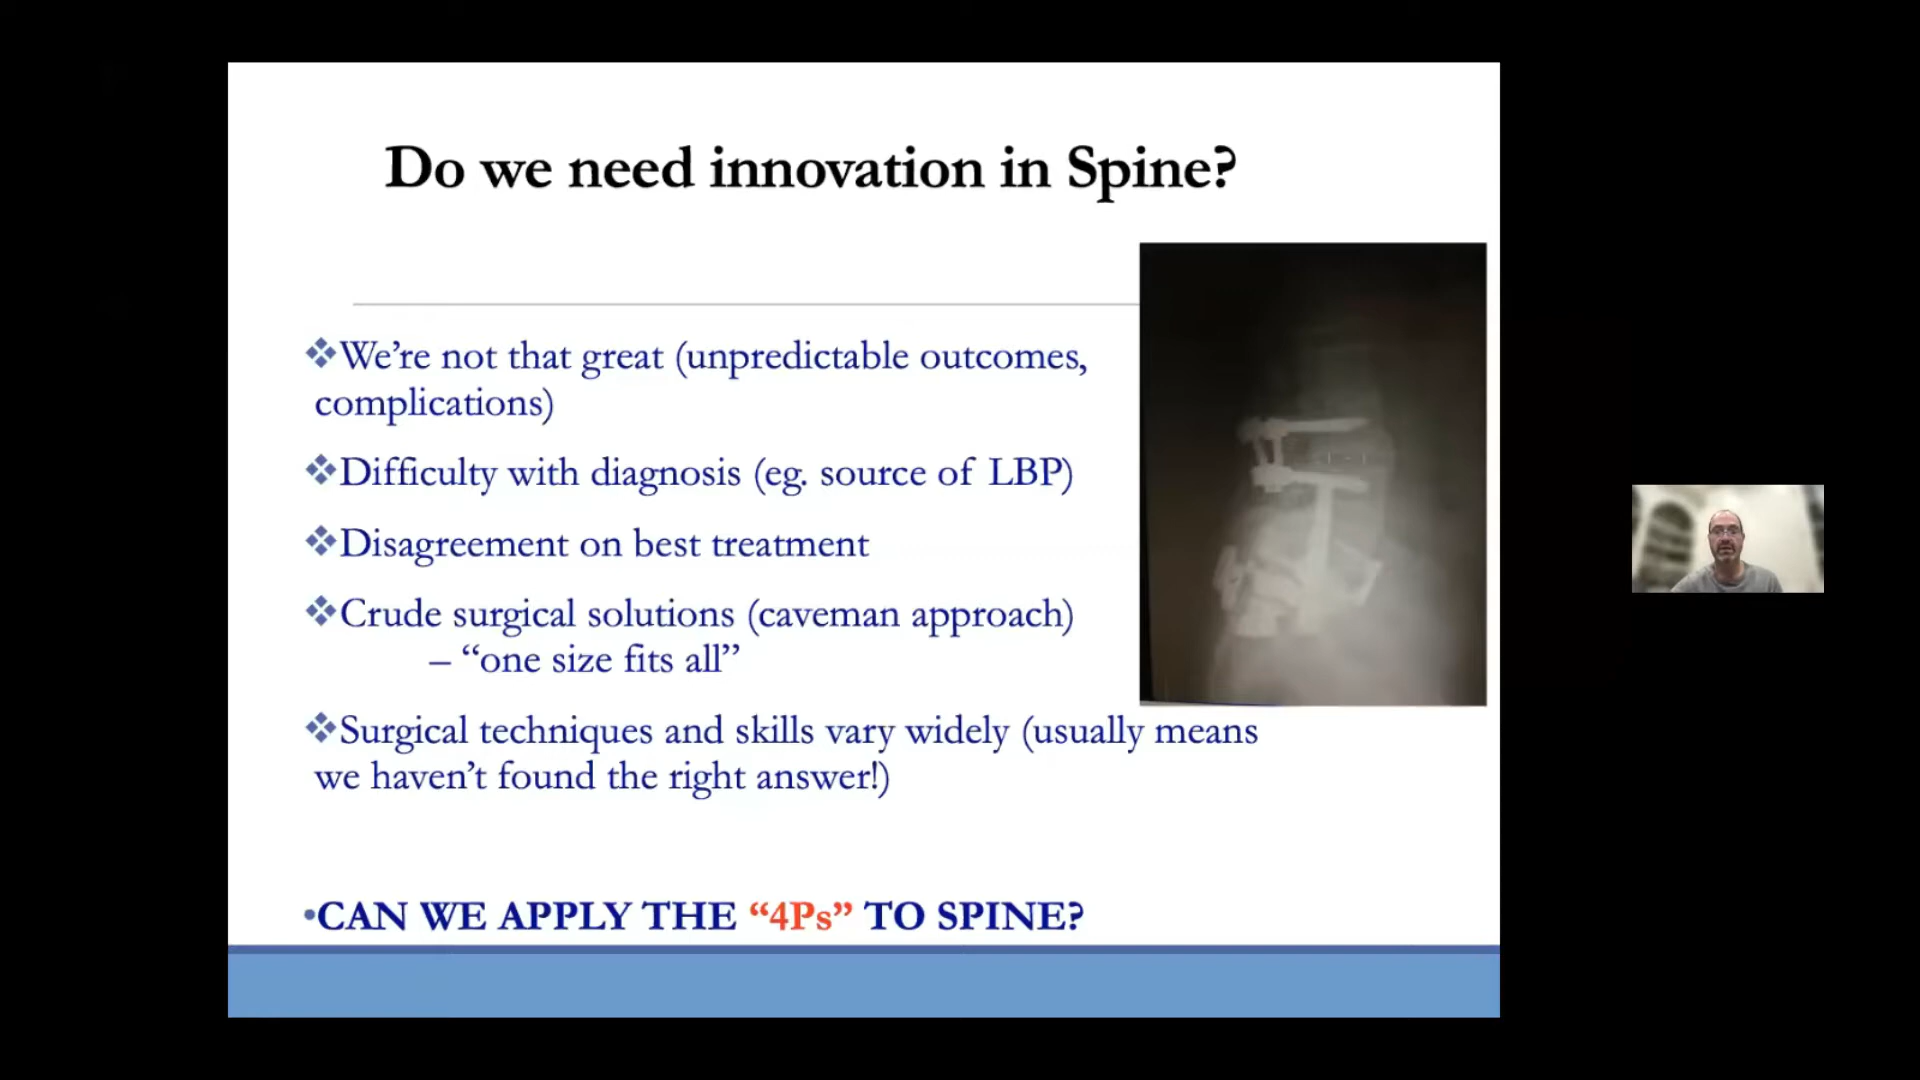 Do we need innovation in Spine?
❖We’re not that great (unpredictable outcomes,
complications)
❖Difficulty with diagnosis (eg. source of LBP)
❖Disagreement on best treatment
❖Crude surgical solutions (caveman approach)
– “one size fits all”
❖Surgical techniques and skills vary widely (usually means
we haven’t found the right answer!)
•CAN WE APPLY THE “4Ps” TO SPINE?